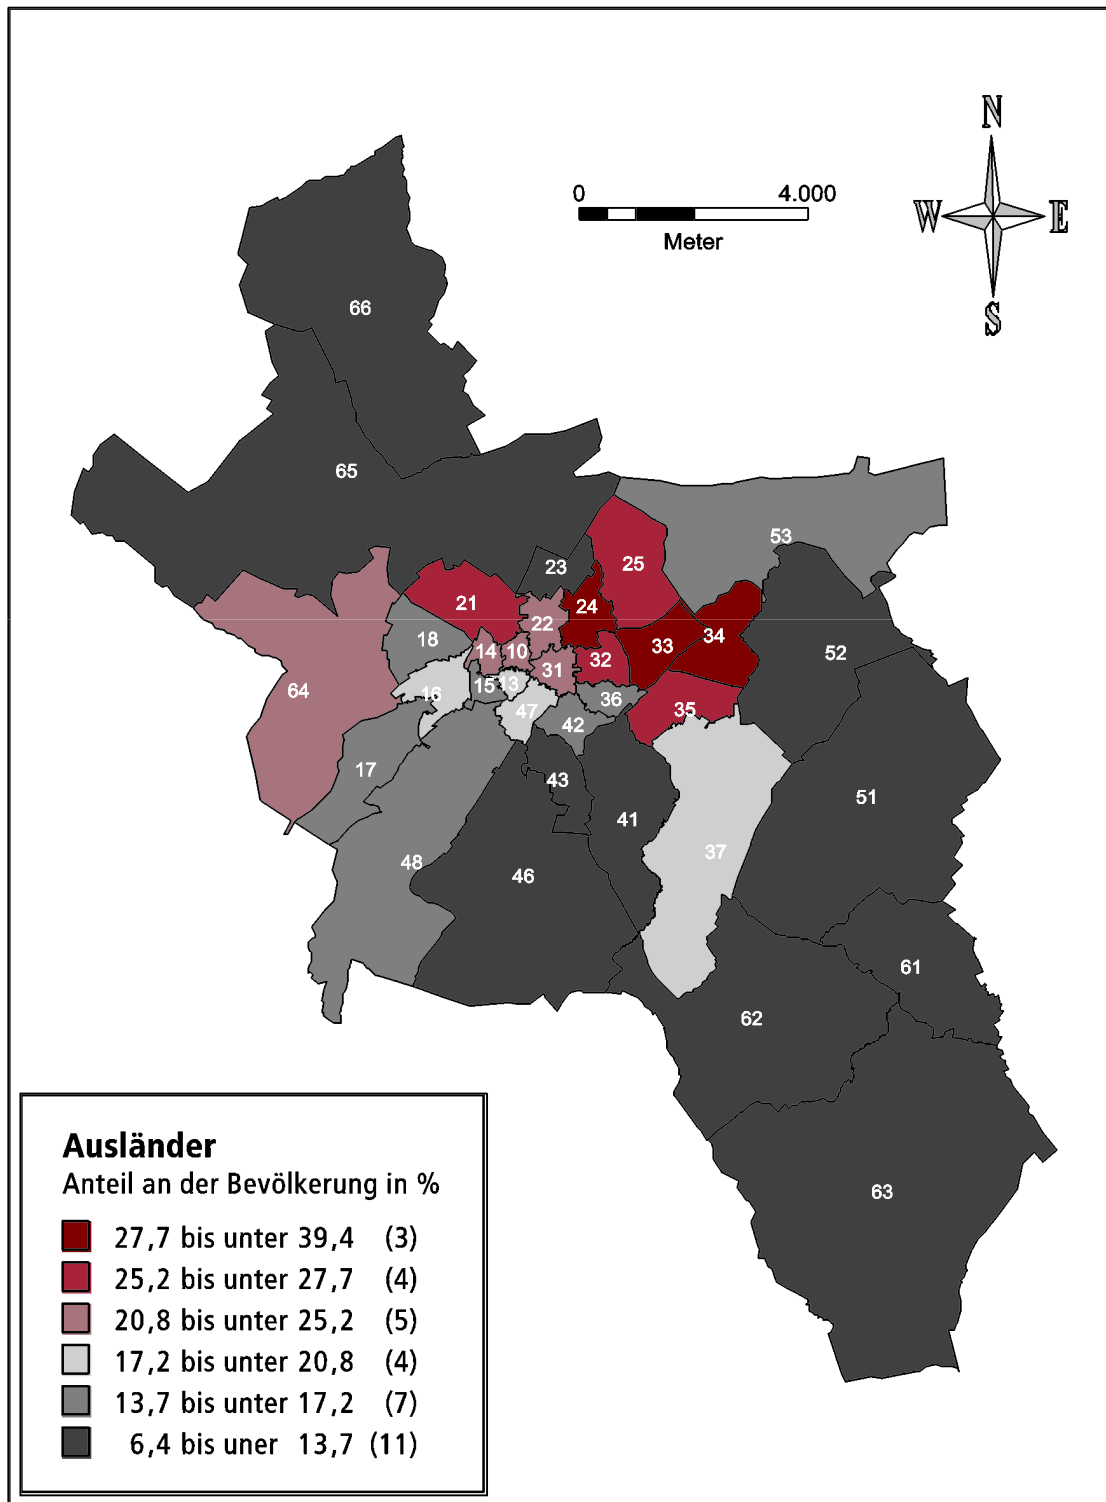 N
0 4.000
W E
Meter
S
66
65
53
25
23
21
24
22
18
33
34
14
10
32
52
31
16
15
13
36
64
47
35
42
17
43
51
41
37
48
46
61
62
63
Ausländer
Anteil an der Bevölkerung in %
27,7 bis unter 39,4 (3)
25,2 bis unter 27,7 (4)
20,8 bis unter 25,2 (5)
17,2 bis unter 20,8 (4)
13,7 bis unter 17,2 (7)
6,4 bis uner 13,7 (11)